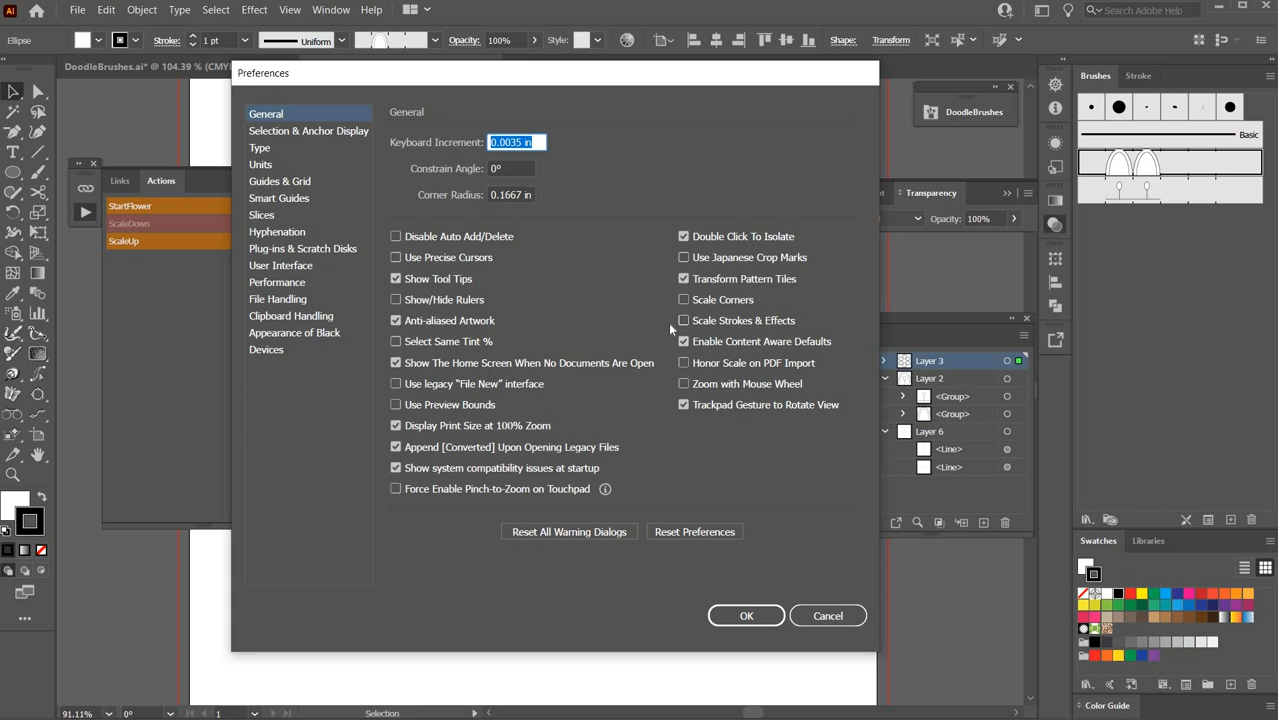 Ai File Edit Object Type Select Effect View Window Help Search Adobe Help
Ellipse Stroke: 1 pt Uniform Opacity: 100% Style: Shape: Transform
DoodleBrushes.ai* @ 104.39 % (CMY
Preferences
General
Selection & Anchor Display
Type
Units
Guides & Grid
Smart Guides
Slices
Hyphenation
Plug-ins & Scratch Disks
User Interface
Performance
File Handling
Clipboard Handling
Appearance of Black
Devices
General
Keyboard Increment: 0.0035 in
Constrain Angle: 0°
Corner Radius: 0.1667 in
Disable Auto Add/Delete
Use Precise Cursors
Show Tool Tips
Show/Hide Rulers
Anti-aliased Artwork
Select Same Tint %
Show The Home Screen When No Documents Are Open
Use legacy "File New" interface
Use Preview Bounds
Display Print Size at 100% Zoom
Append [Converted] Upon Opening Legacy Files
Show system compatibility issues at startup
Force Enable Pinch-to-Zoom on Touchpad
Double Click To Isolate
Use Japanese Crop Marks
Transform Pattern Tiles
Scale Corners
Scale Strokes & Effects
Enable Content Aware Defaults
Honor Scale on PDF Import
Zoom with Mouse Wheel
Trackpad Gesture to Rotate View
Reset All Warning Dialogs Reset Preferences
OK Cancel
Links Actions
StartFlower
ScaleDown
ScaleUp
DoodleBrushes
Transparency
Opacity: 100%
Layer 3
Layer 2
<Group>
<Group>
Layer 6
<Line>
<Line>
Brushes Stroke
Basic
Swatches Libraries
Color Guide
91.11% 0° 1 Selection